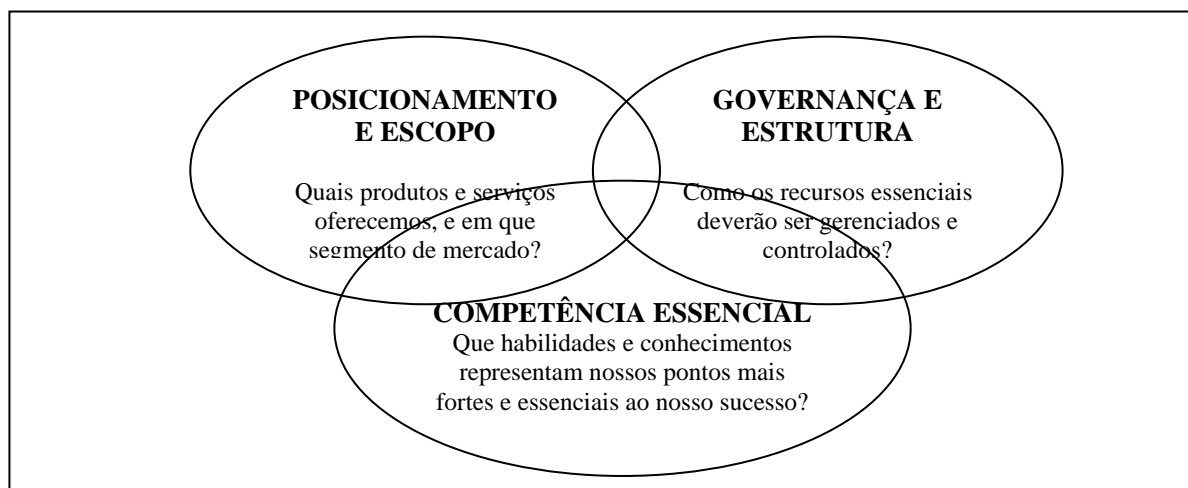 POSICIONAMENTO
E ESCOPO
Quais produtos e serviços
oferecemos, e em que
segmento de mercado?
GOVERNANÇA E
ESTRUTURA
Como os recursos essenciais
deverão ser gerenciados e
controlados?
COMPETÊNCIA ESSENCIAL
Que habilidades e conhecimentos
representam nossos pontos mais
fortes e essenciais ao nosso sucesso?